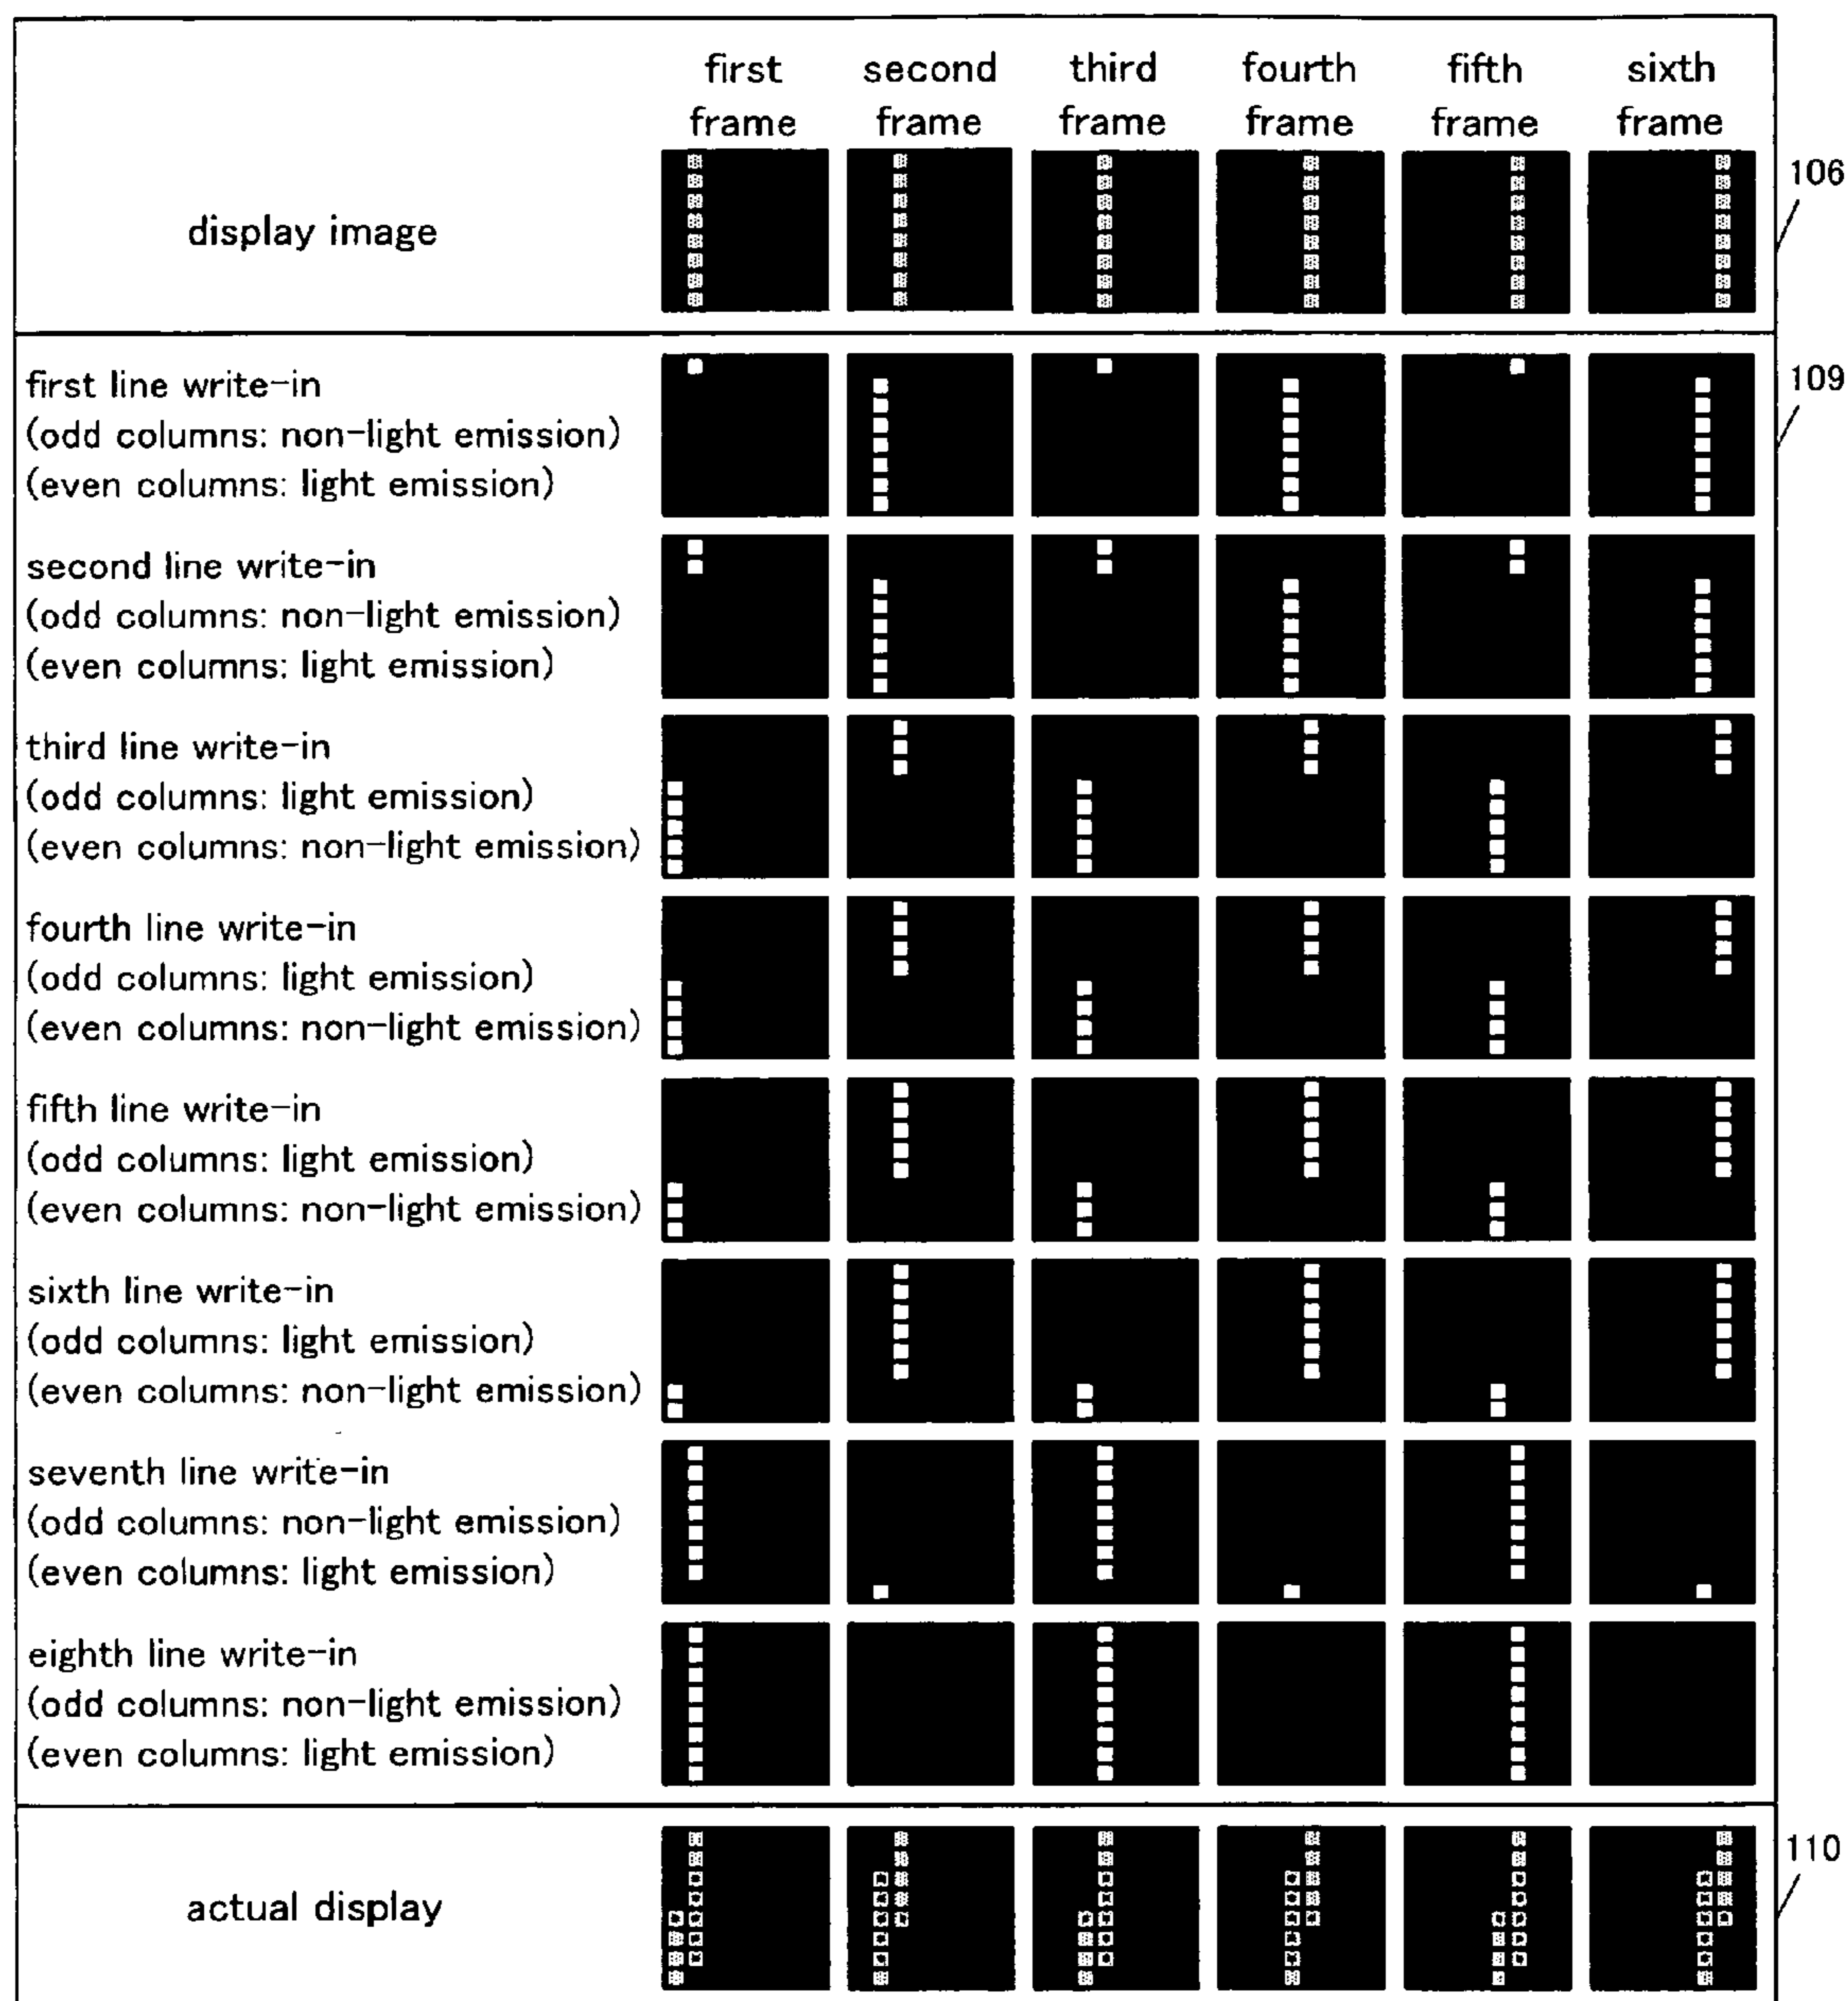 first second third fourth fifth sixth
frame frame frame frame frame frame
106
display image
109
first line write-in
(odd columns: non-light emission)
(even columns: light emission)
second line write-in
(odd columns: non-light emission)
(even columns: light emission)
third line write-in
(odd columns: light emission)
(even columns: non-light emission)
fourth line write-in
(odd columns: light emission)
(even columns: non-light emission)
fifth line write-in
(odd columns: light emission)
(even columns: non-light emission)
sixth line write-in
(odd columns: light emission)
(even columns: non-light emission)
seventh line write-in
(odd columns: non-light emission)
(even columns: light emission)
eighth line write-in
(odd columns: non-light emission)
(even columns: light emission)
110
actual display